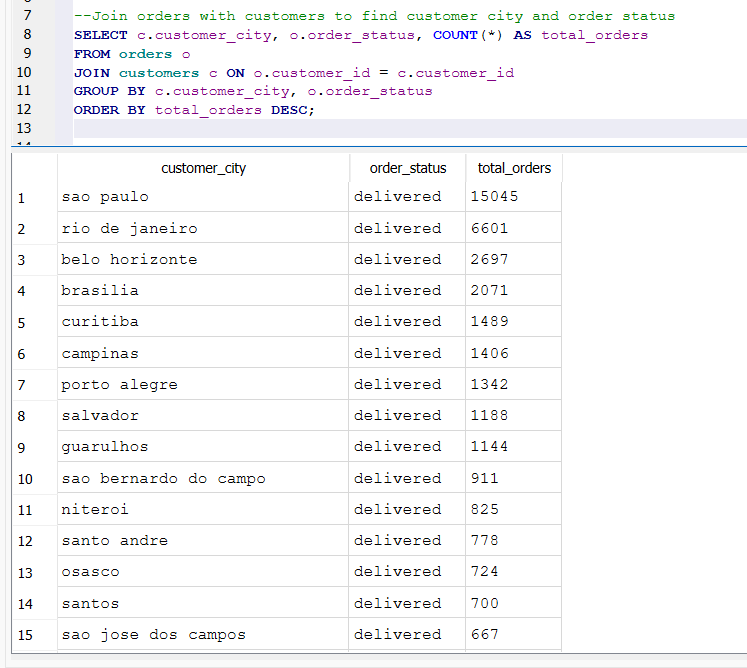 7 --Join orders with customers to find customer city and order status
8 SELECT c.customer_city, o.order_status, COUNT(*) AS total_orders
9 FROM orders o
10 JOIN customers c ON o.customer_id = c.customer_id
11 GROUP BY c.customer_city, o.order_status
12 ORDER BY total_orders DESC;
13
customer_city order_status total_orders
1 sao paulo delivered 15045
2 rio de janeiro delivered 6601
3 belo horizonte delivered 2697
4 brasilia delivered 2071
5 curitiba delivered 1489
6 campinas delivered 1406
7 porto alegre delivered 1342
8 salvador delivered 1188
9 guarulhos delivered 1144
10 sao bernardo do campo delivered 911
11 niteroi delivered 825
12 santo andre delivered 778
13 osasco delivered 724
14 santos delivered 700
15 sao jose dos campos delivered 667